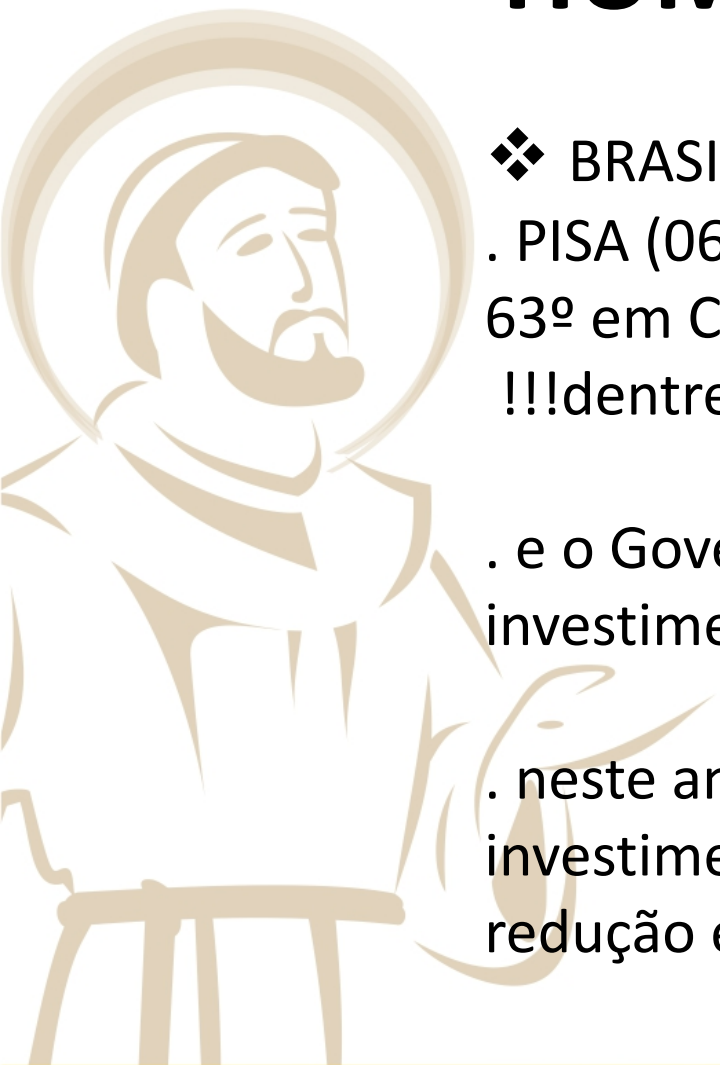 ❖ BRASI
. PISA (06
63º em C
!!!dentre
. e o Gove
investime
. neste an
investime
redução e